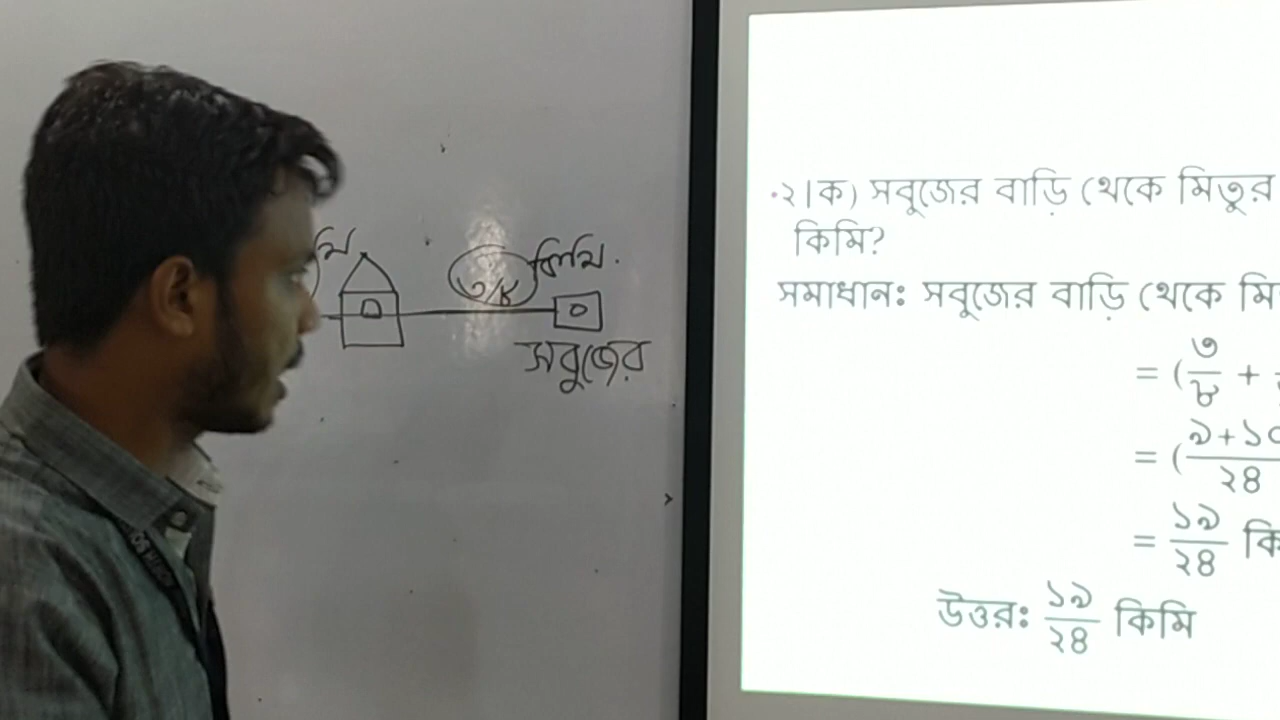 মি
৩/৮ কিমি.
সবুজের
২।ক) সবুজের বাড়ি থেকে মিতুর
কিমি?
সমাধান: সবুজের বাড়ি থেকে মি
= (৩/৮ +
= (৯+১০/২৪
= ১৯/২৪ কি
উত্তর: ১৯/২৪ কিমি